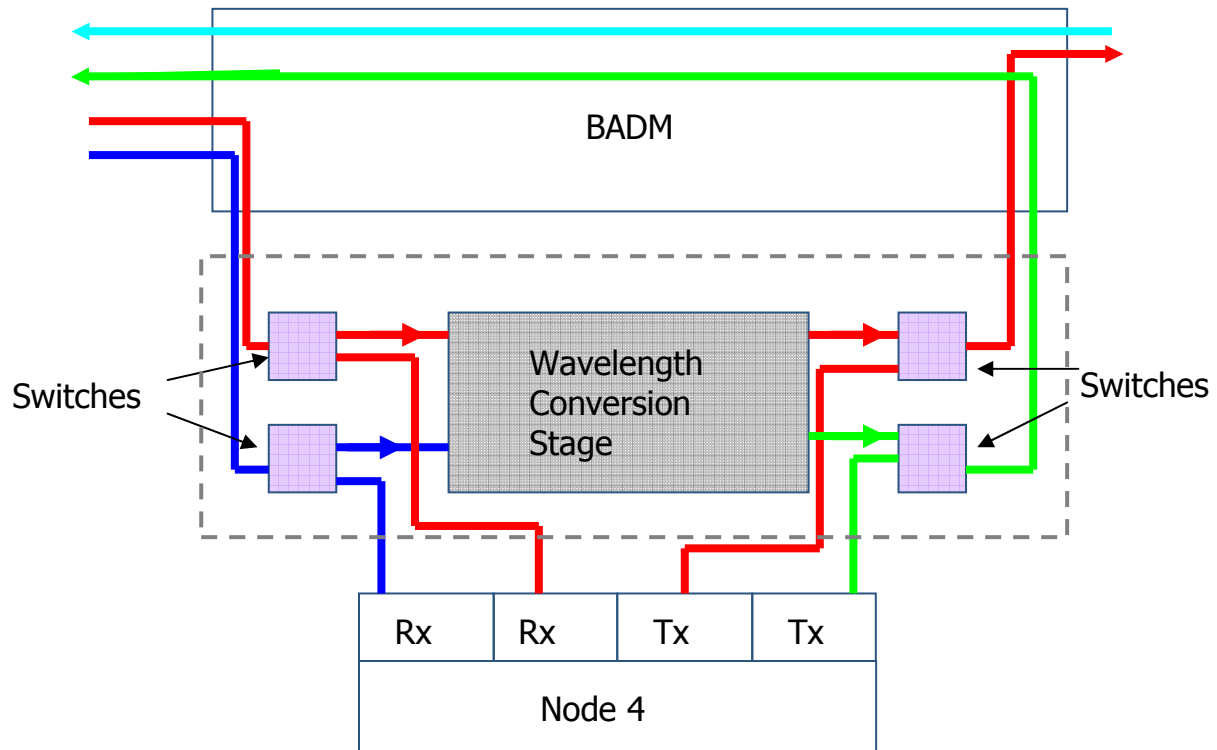 BADM
Wavelength
Conversion
Stage
Switches
Switches
Rx
Rx
Tx
Tx
Node 4